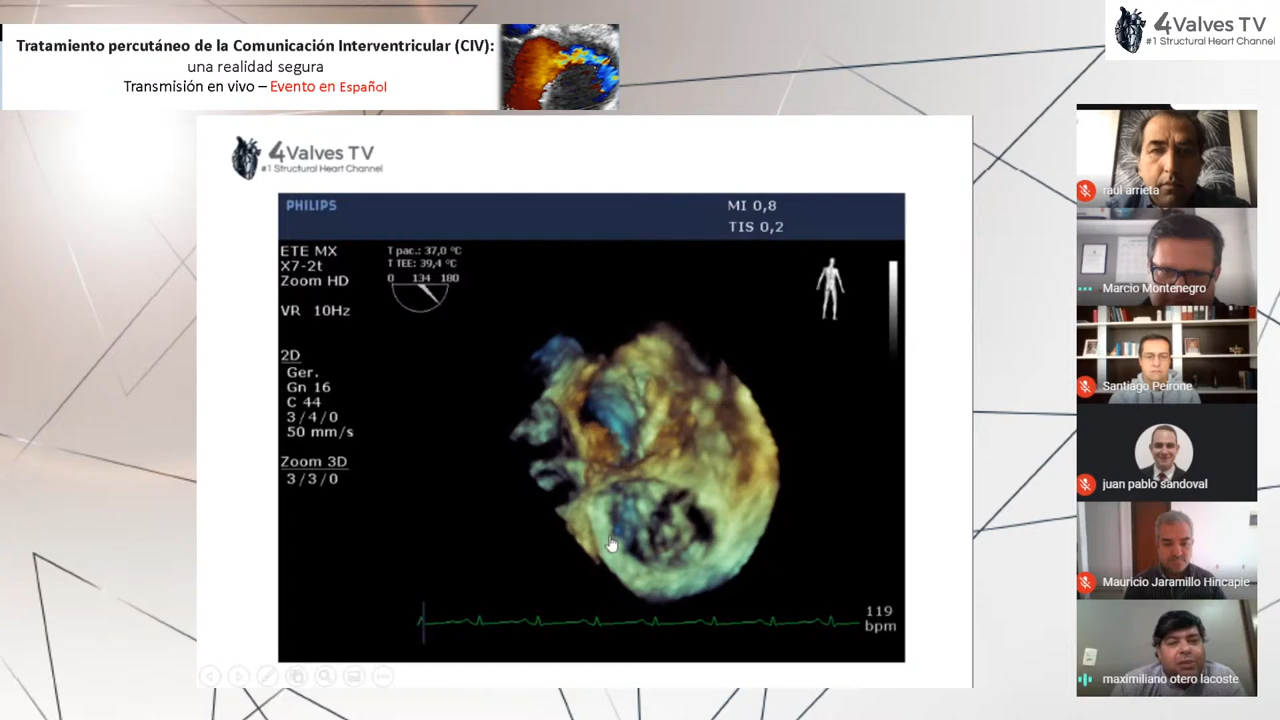 Tratamiento percutáneo de la Comunicación Interventricular (CIV):
una realidad segura
Transmisión en vivo – Evento en Español
4Valves TV
#1 Structural Heart Channel
4Valves TV
#1 Structural Heart Channel
PHILIPS
MI 0,8
TIS 0,2
ETE MX
X7-2t
Zoom HD
VR 10Hz
2D
Ger.
Gn 16
C 44
3/4/0
50 mm/s
Zoom 3D
3/3/0
T pac.: 37,0 °C
T TEE: 39,4 °C
0 134 180
119
bpm
raul arrieta
Marcio Montenegro
Santiago Peirone
juan pablo sandoval
Mauricio Jaramillo Hincapie
maximiliano otero lacoste